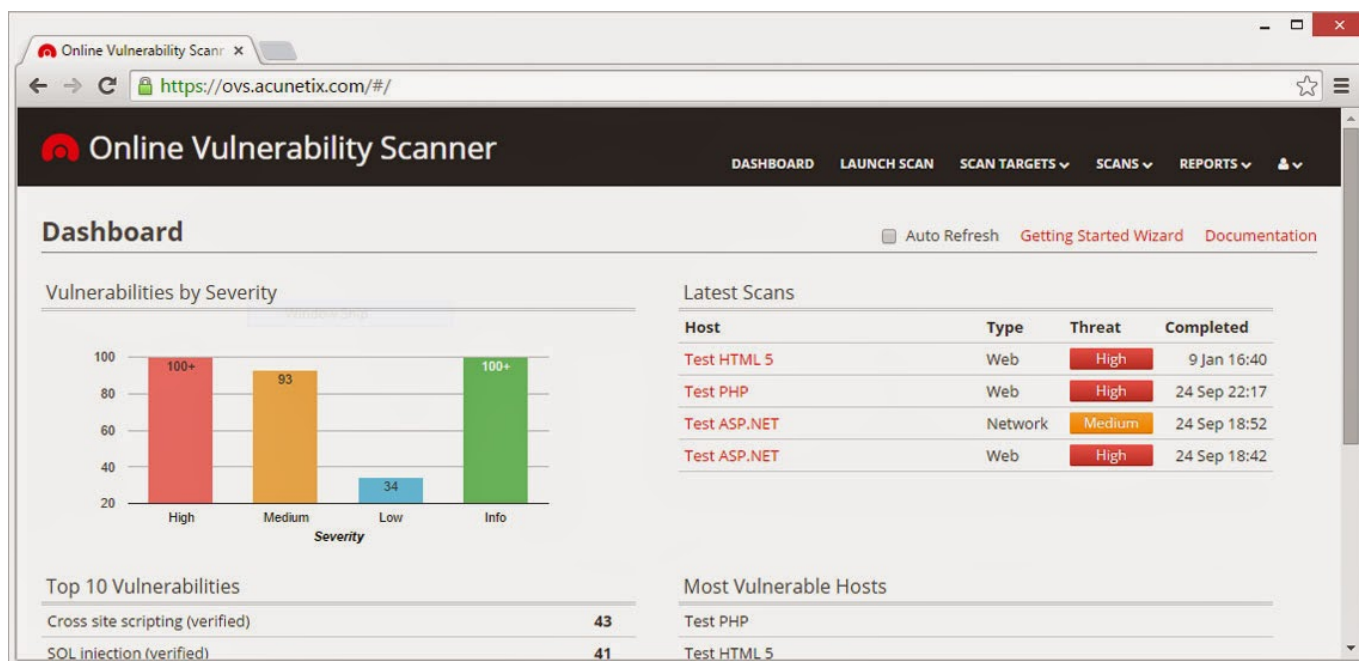 Online Vulnerability Scanr
https://ovs.acunetix.com/#/
Online Vulnerability Scanner
DASHBOARD LAUNCH SCAN SCAN TARGETS SCANS REPORTS
Dashboard
Auto Refresh Getting Started Wizard Documentation
Vulnerabilities by Severity
Window Snip
100
80
60
40
20
100+
93
34
100+
High Medium Low Info
Severity
Latest Scans
Host Type Threat Completed
Test HTML 5 Web High 9 Jan 16:40
Test PHP Web High 24 Sep 22:17
Test ASP.NET Network Medium 24 Sep 18:52
Test ASP.NET Web High 24 Sep 18:42
Top 10 Vulnerabilities
Cross site scripting (verified) 43
SQL injection (verified) 41
Most Vulnerable Hosts
Test PHP
Test HTML 5